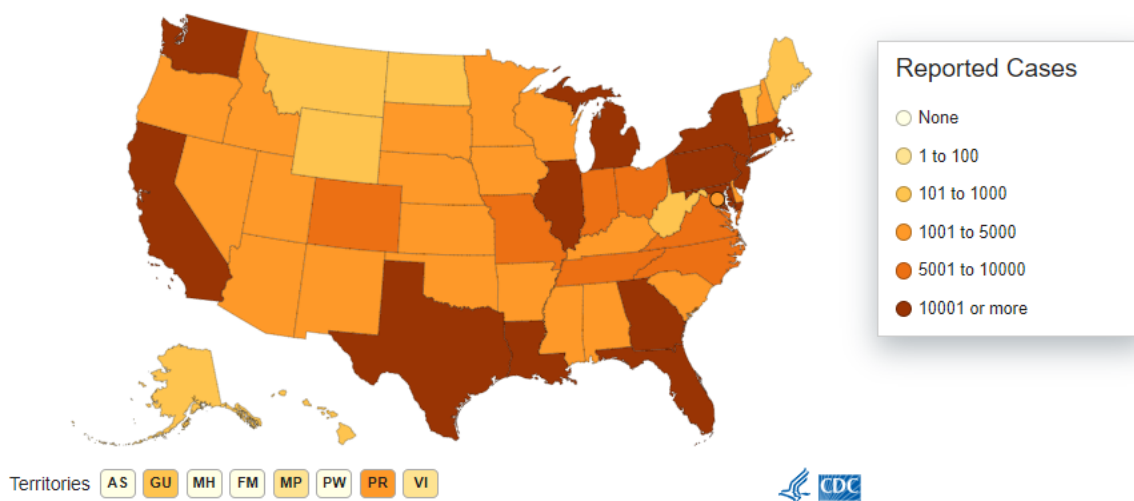 Reported Cases
None
1 to 100
101 to 1000
1001 to 5000
5001 to 10000
10001 or more
Territories AS GU MH FM MP PW PR VI
CDC